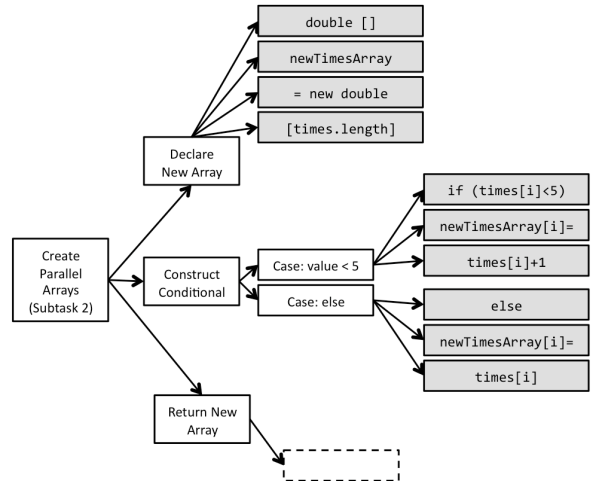 double []
newTimesArray
= new double
[times.length]
Declare
New Array
if (times[i]<5)
newTimesArray[i]=
times[i]+1
Create
Parallel
Arrays
(Subtask 2)
Construct
Conditional
Case: value < 5
Case: else
else
newTimesArray[i]=
times[i]
Return New
Array